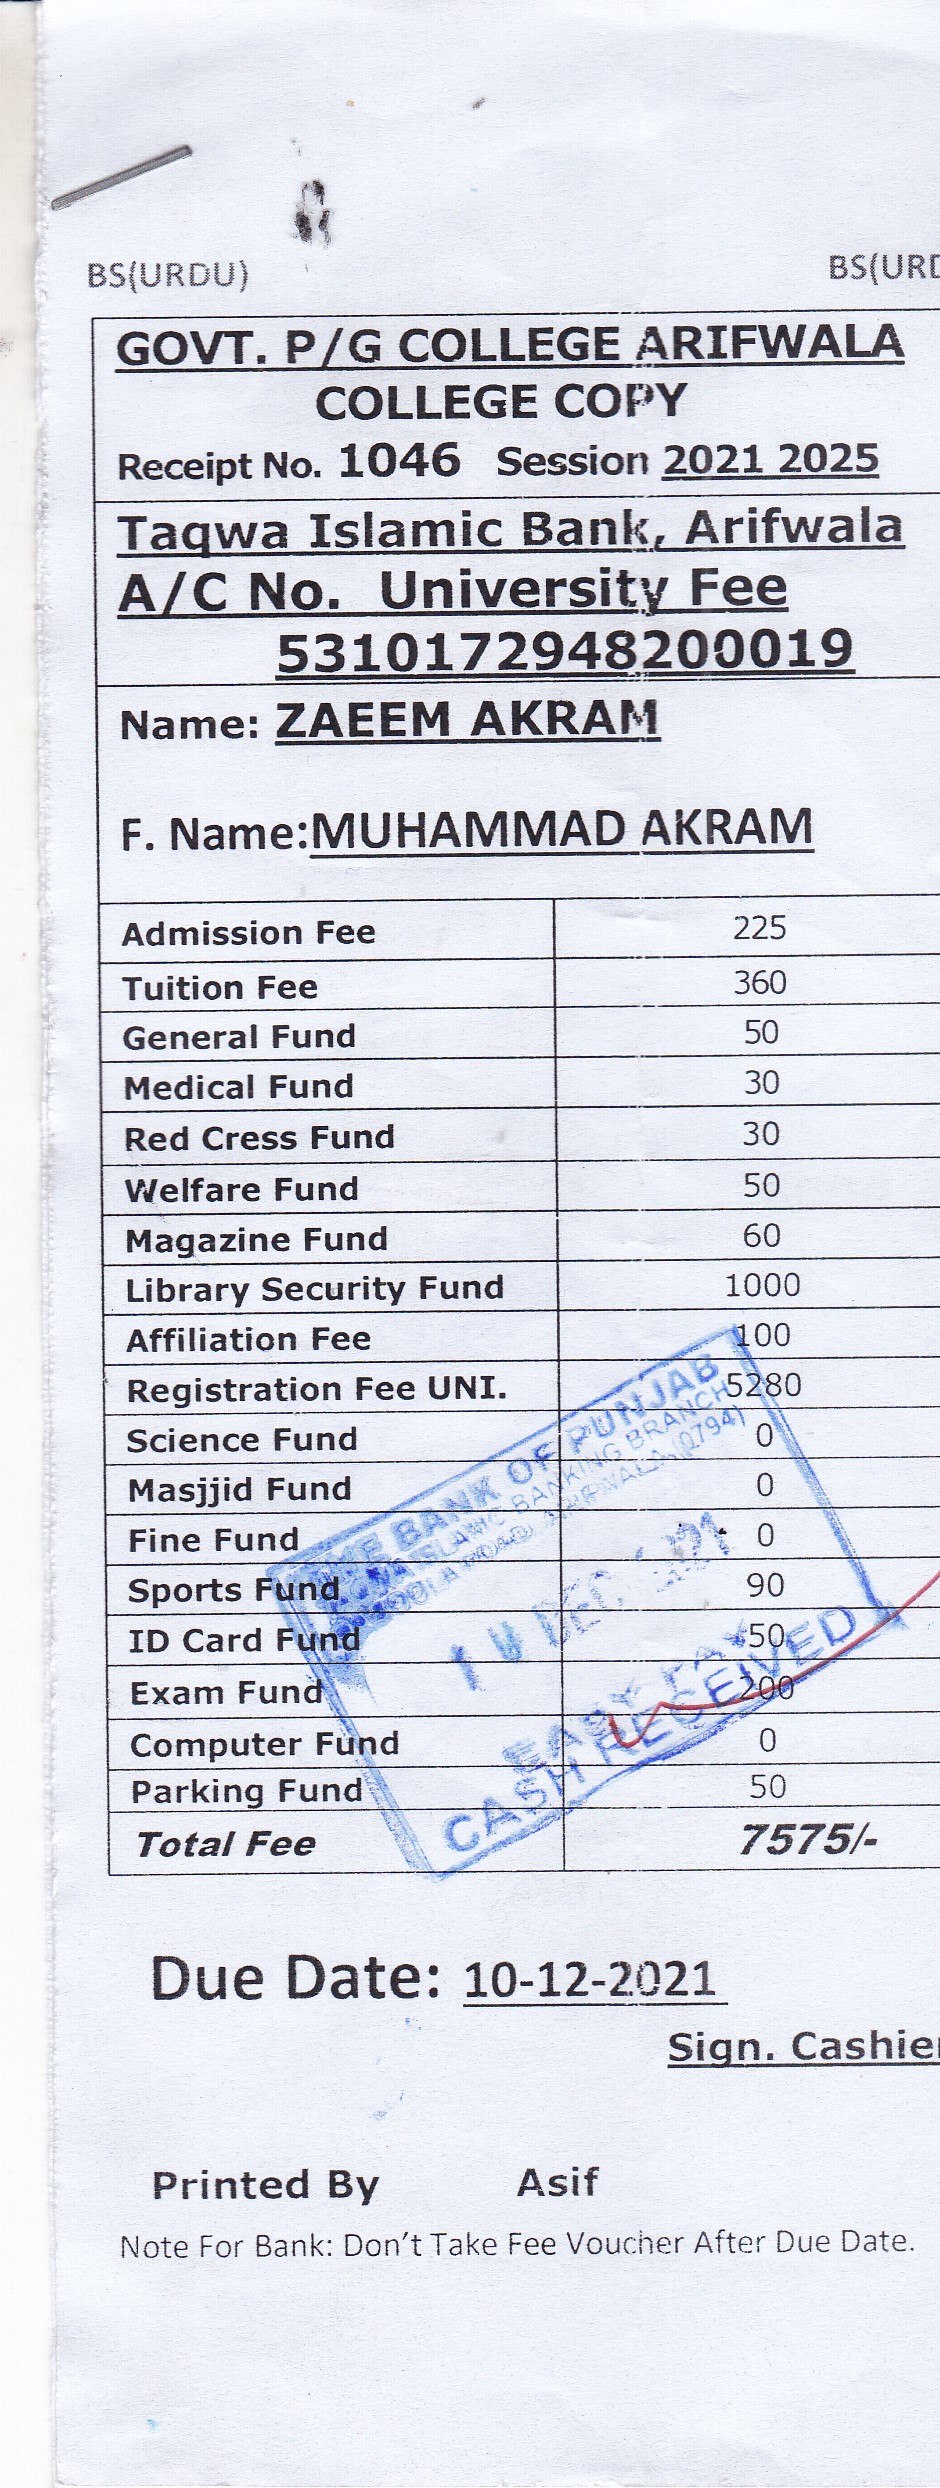 BS(URDU) BS(URD
GOVT. P/G COLLEGE ARIFWALA
COLLEGE COPY
Receipt No. 1046 Session 2021 2025
Taqwa Islamic Bank, Arifwala
A/C No. University Fee
5310172948200019
Name: ZAEEM AKRAM
F. Name:MUHAMMAD AKRAM
Admission Fee 225
Tuition Fee 360
General Fund 50
Medical Fund 30
Red Cress Fund 30
Welfare Fund 50
Magazine Fund 60
Library Security Fund 1000
Affiliation Fee 100
Registration Fee UNI. 5280
Science Fund 0
Masjjid Fund 0
Fine Fund 0
Sports Fund 90
ID Card Fund 50
Exam Fund 200
Computer Fund 0
Parking Fund 50
Total Fee 7575/-
THE BANK OF PUNJAB
ISLAMIC BANKING BRANCH
ROAD, ARIFWALA (0794)
DEC
CASH RECEIVED
Due Date: 10-12-2021
Sign. Cashier
Printed By Asif
Note For Bank: Don't Take Fee Voucher After Due Date.